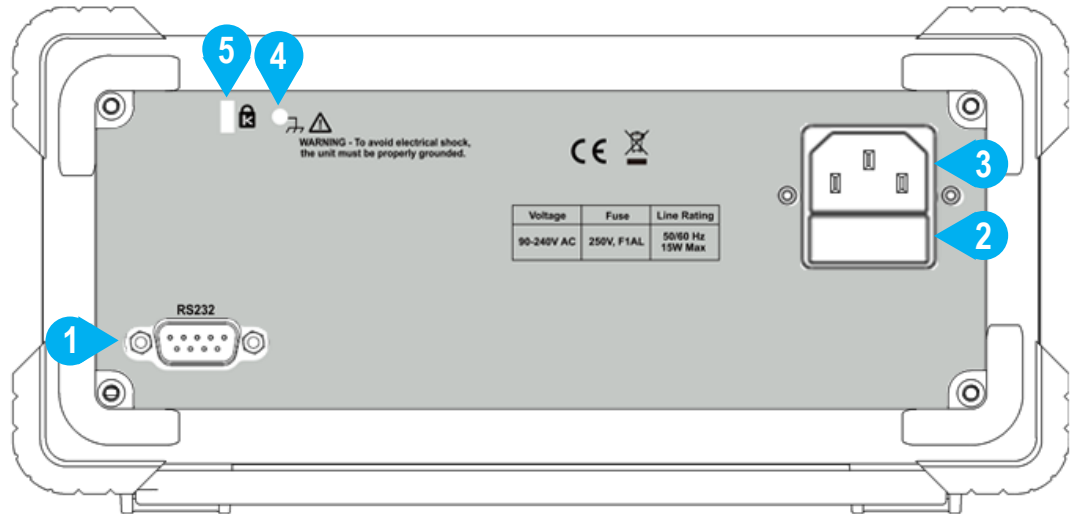 5
4
WARNING - To avoid electrical shock,
the unit must be properly grounded.
CE
3
Voltage Fuse Line Rating
90-240V AC 250V, F1AL 50/60 Hz
15W Max
2
RS232
1